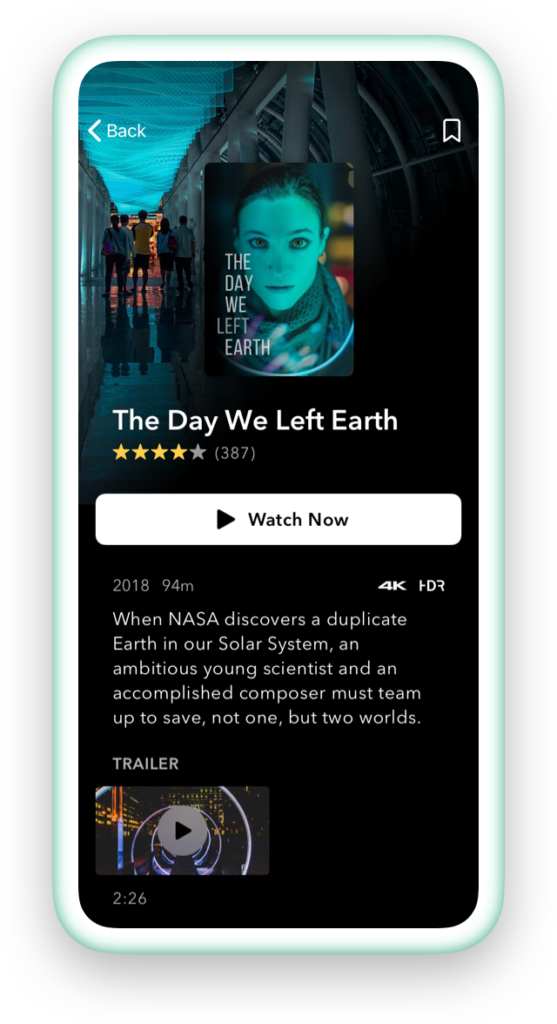 Back
THE
DAY
WE
LEFT
EARTH
The Day We Left Earth
(387)
Watch Now
2018 94m 4K HDR
When NASA discovers a duplicate
Earth in our Solar System, an
ambitious young scientist and an
accomplished composer must team
up to save, not one, but two worlds.
TRAILER
2:26